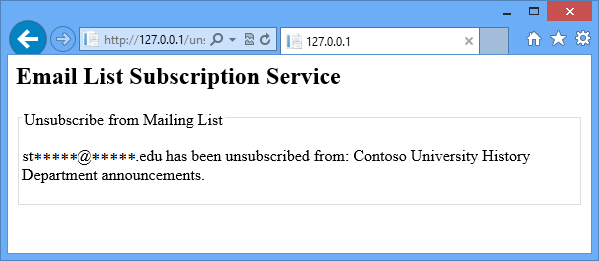 http://127.0.0.1/uns
127.0.0.1
Email List Subscription Service
Unsubscribe from Mailing List
st*****@*****.edu has been unsubscribed from: Contoso University History
Department announcements.